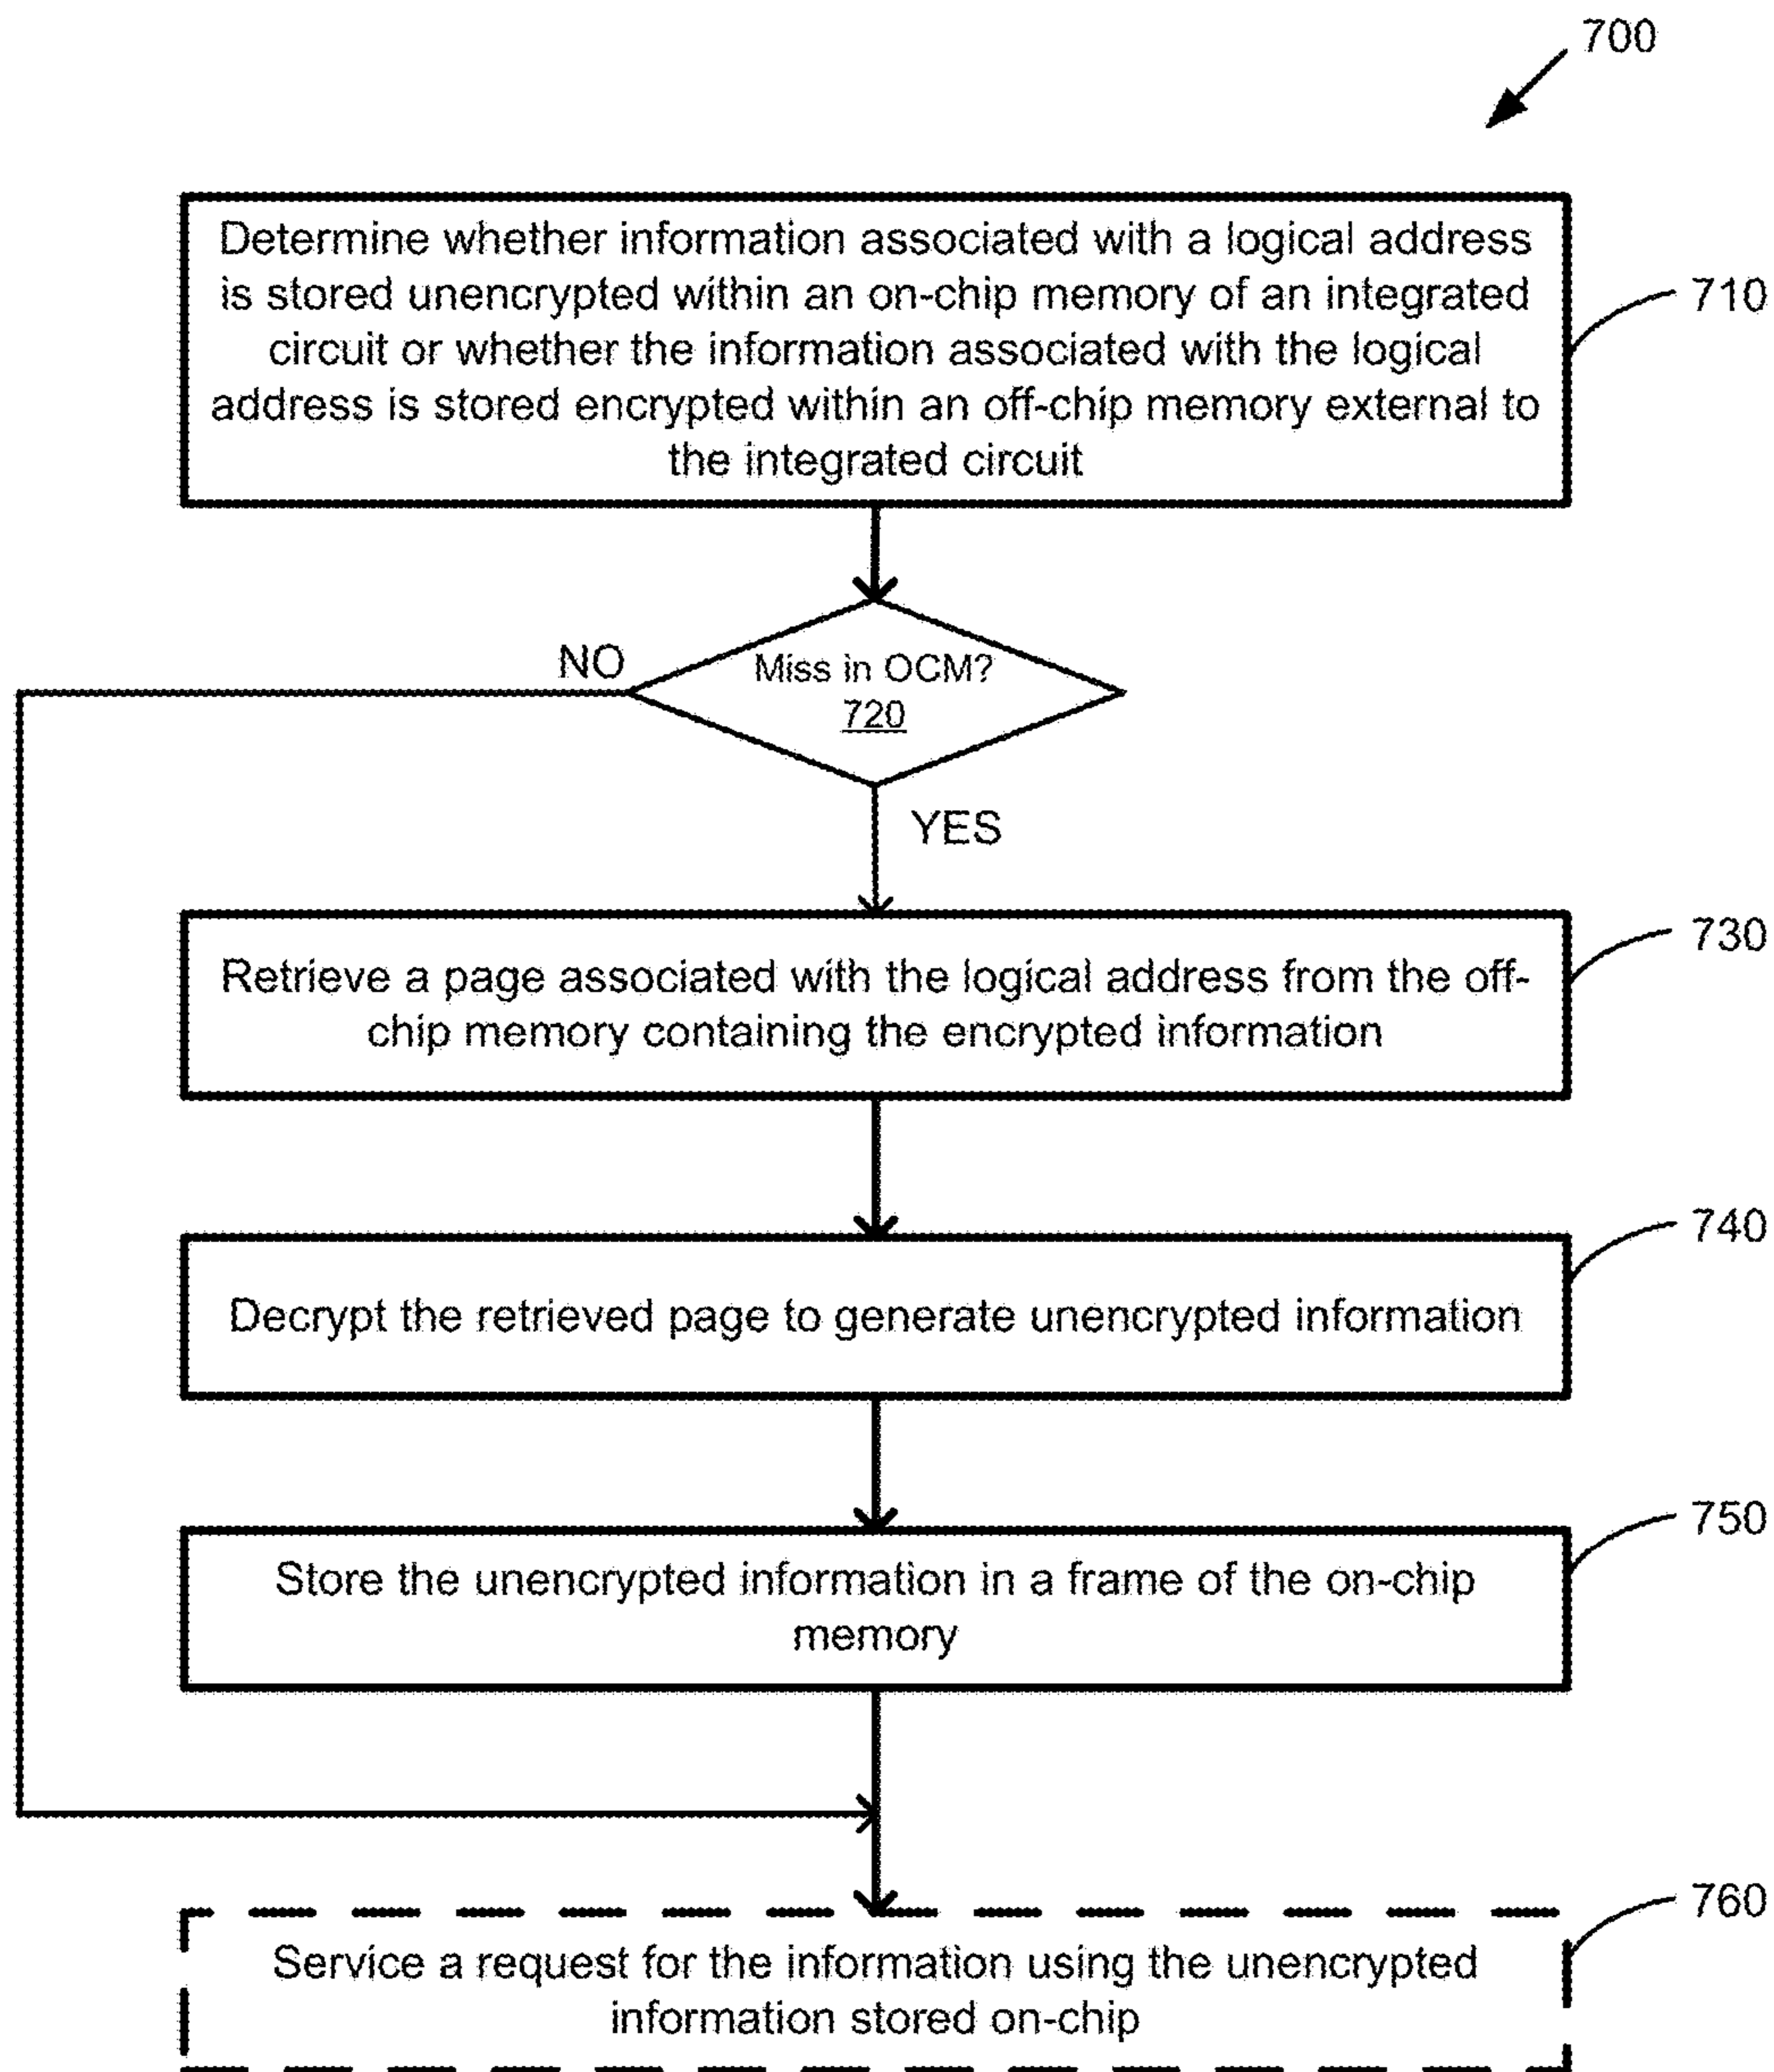 700
Determine whether information associated with a logical address
is stored unencrypted within an on-chip memory of an integrated
circuit or whether the information associated with the logical
address is stored encrypted within an off-chip memory external to
the integrated circuit
710
NO
Miss in OCM?
720
YES
730
Retrieve a page associated with the logical address from the off-
chip memory containing the encrypted information
740
Decrypt the retrieved page to generate unencrypted information
750
Store the unencrypted information in a frame of the on-chip
memory
760
Service a request for the information using the unencrypted
information stored on-chip